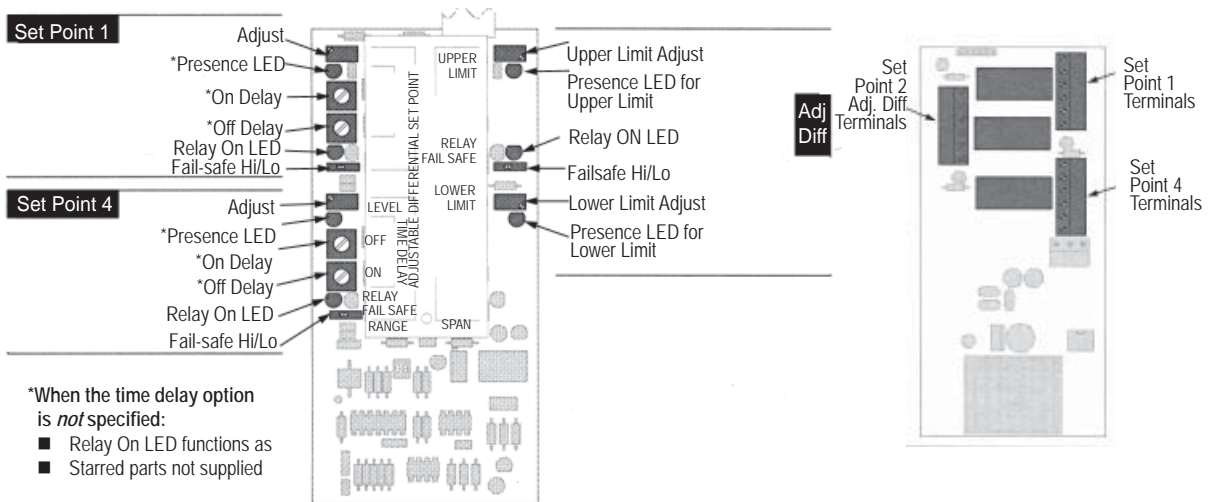 Set Point 1
Adjust
*Presence LED
*On Delay
*Off Delay
Relay On LED
Fail-safe Hi/Lo
Set Point 4
Adjust
*Presence LED
*On Delay
*Off Delay
Relay On LED
Fail-safe Hi/Lo
*When the time delay option
is not specified:
■ Relay On LED functions as
■ Starred parts not supplied
LEVEL
OFF
ON
TIME DELAY
RELAY
FAIL SAFE
RANGE
ADJUSTABLE DIFFERENTIAL SET POINT
UPPER
LIMIT
RELAY
FAIL SAFE
LOWER
LIMIT
SPAN
Upper Limit Adjust
Presence LED for
Upper Limit
Relay ON LED
Failsafe Hi/Lo
Lower Limit Adjust
Presence LED for
Lower Limit
Adj
Diff
Set
Point 2
Adj. Diff
Terminals
Set
Point 1
Terminals
Set
Point 4
Terminals